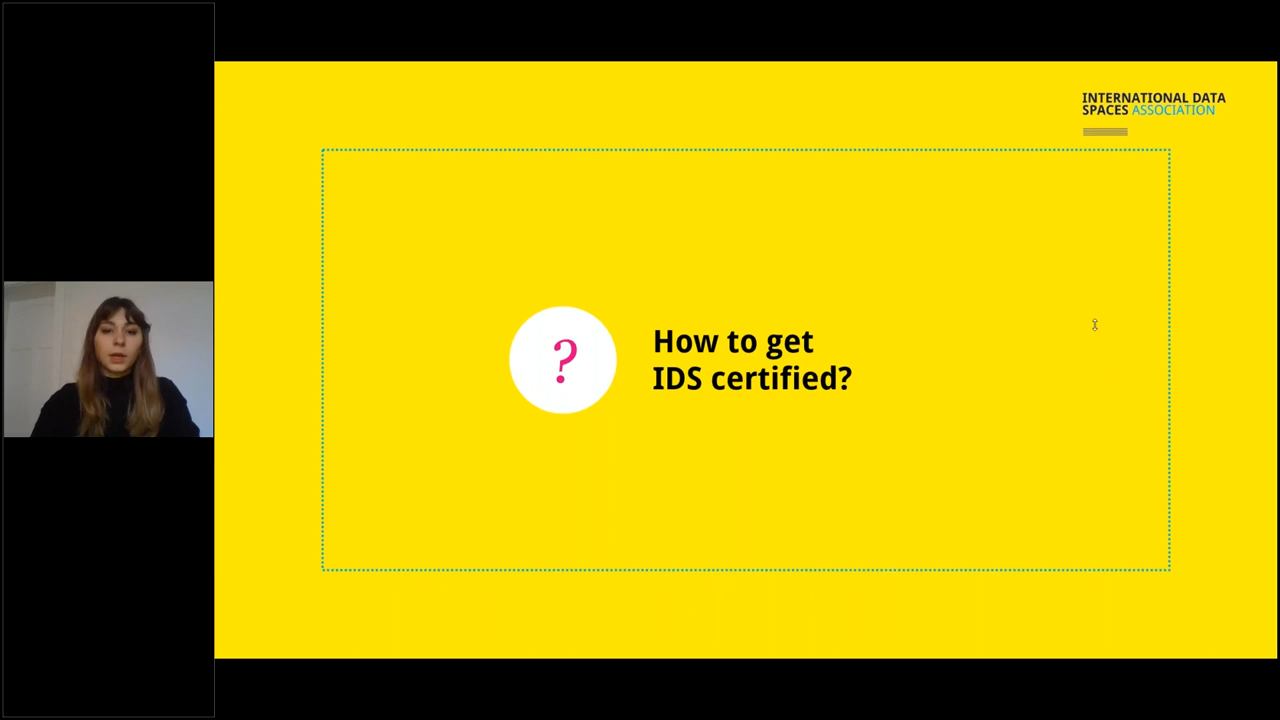 INTERNATIONAL DATA
SPACES ASSOCIATION
?
How to get
IDS certified?